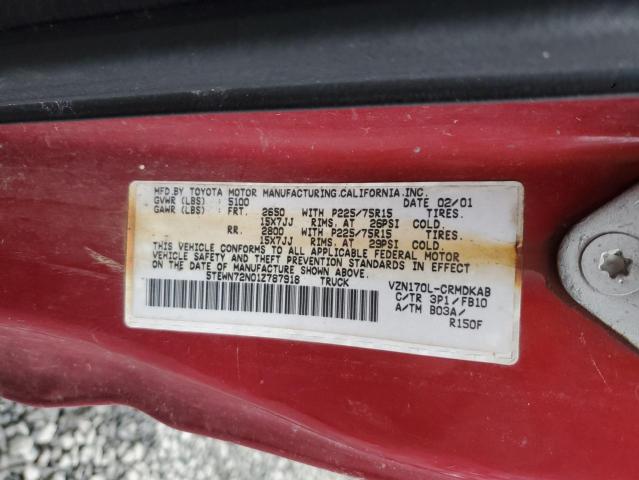 MFD.BY TOYOTA MOTOR MANUFACTURING.CALIFORNIA.INC.
GVWR (LBS) 5100 DATE 02/01
GAWR (LBS) FRT. 2650 WITH P225/75R15 TIRES.
15X7JJ RIMS. AT 26PSI COLD.
RR. 2800 WITH P225/75R15 TIRES.
15X7JJ RIMS. AT 29PSI COLD.
THIS VEHICLE CONFORMS TO ALL APPLICABLE FEDERAL MOTOR
VEHICLE SAFETY AND THEFT PREVENTION STANDARDS IN EFFECT
ON THE DATE OF MANUFACTURE SHOWN ABOVE.
5TEWN72N01Z787918 TRUCK VZN170L-CRMDKAB
C/TR 3P1/FB10
A/TM B03A/
R150F